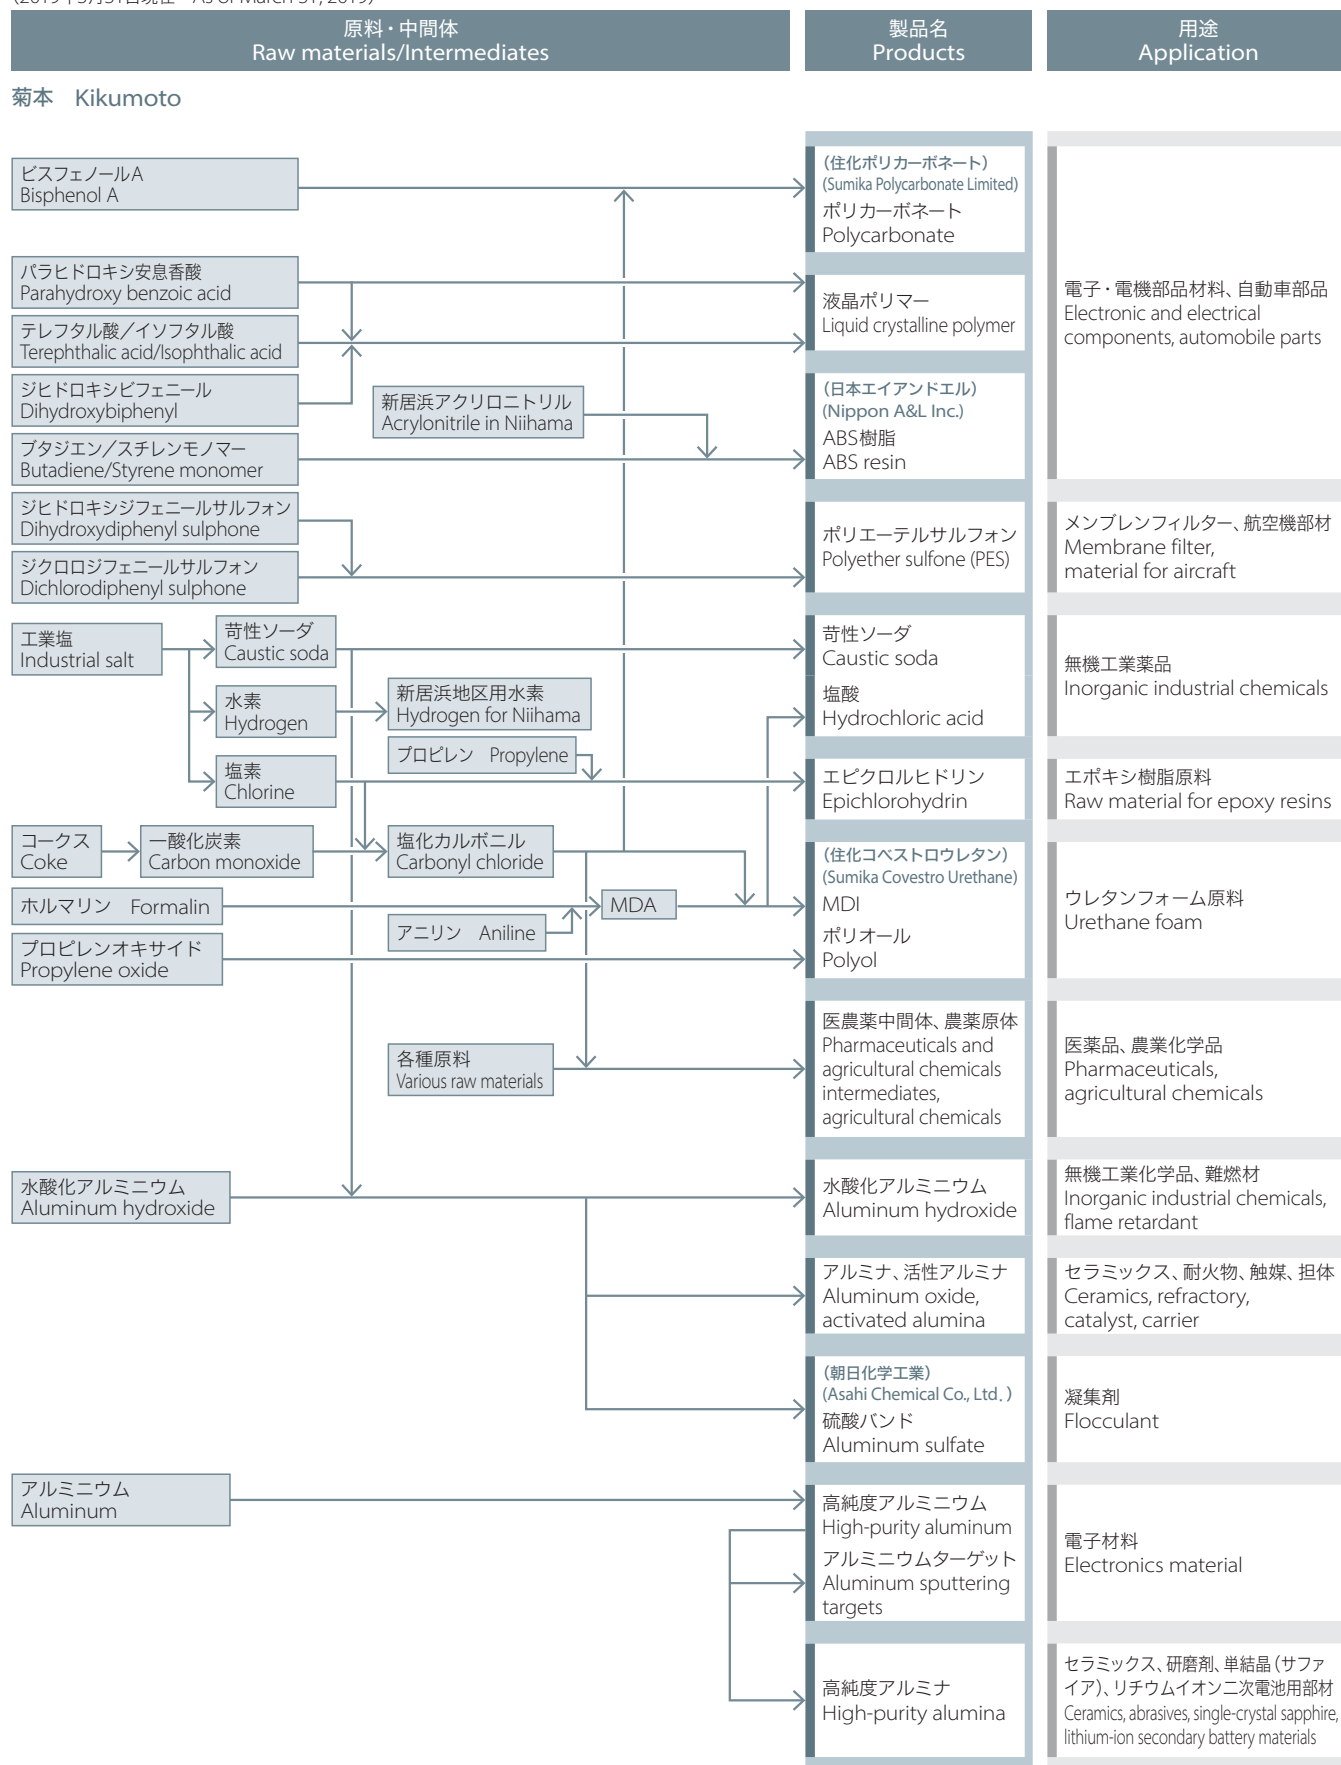 原料・中間体
Raw materials/Intermediates
製品名
Products
用途
Application
菊本 Kikumoto
ビスフェノールA
Bisphenol A
(住化ポリカーボネート)
(Sumika Polycarbonate Limited)
ポリカーボネート
Polycarbonate
パラヒドロキシ安息香酸
Parahydroxy benzoic acid
テレフタル酸／イソフタル酸
Terephthalic acid/Isophthalic acid
液晶ポリマー
Liquid crystalline polymer
電子・電機部品材料、自動車部品
Electronic and electrical
components, automobile parts
ジヒドロキシビフェニール
Dihydroxybiphenyl
新居浜アクリロニトリル
Acrylonitrile in Niihama
ブタジエン／スチレンモノマー
Butadiene/Styrene monomer
(日本エイアンドエル)
(Nippon A&L Inc.)
ABS樹脂
ABS resin
ジヒドロキシジフェニールサルフォン
Dihydroxydiphenyl sulphone
ジクロロジフェニールサルフォン
Dichlorodiphenyl sulphone
ポリエーテルサルフォン
Polyether sulfone (PES)
メンブレンフィルター、航空機部材
Membrane filter,
material for aircraft
工業塩
Industrial salt
苛性ソーダ
Caustic soda
苛性ソーダ
Caustic soda
水素
Hydrogen
新居浜地区用水素
Hydrogen for Niihama
塩酸
Hydrochloric acid
無機工業薬品
Inorganic industrial chemicals
プロピレン Propylene
塩素
Chlorine
エピクロルヒドリン
Epichlorohydrin
エポキシ樹脂原料
Raw material for epoxy resins
コークス
Coke
一酸化炭素
Carbon monoxide
塩化カルボニル
Carbonyl chloride
ホルマリン Formalin
MDA
アニリン Aniline
プロピレンオキサイド
Propylene oxide
(住化コベストロウレタン)
(Sumika Covestro Urethane)
MDI
ポリオール
Polyol
ウレタンフォーム原料
Urethane foam
各種原料
Various raw materials
医農薬中間体、農薬原体
Pharmaceuticals and
agricultural chemicals
intermediates,
agricultural chemicals
医薬品、農業化学品
Pharmaceuticals,
agricultural chemicals
水酸化アルミニウム
Aluminum hydroxide
水酸化アルミニウム
Aluminum hydroxide
無機工業化学品、難燃材
Inorganic industrial chemicals,
flame retardant
アルミナ、活性アルミナ
Aluminum oxide,
activated alumina
セラミックス、耐火物、触媒、担体
Ceramics, refractory,
catalyst, carrier
(朝日化学工業)
(Asahi Chemical Co., Ltd.)
硫酸バンド
Aluminum sulfate
凝集剤
Flocculant
アルミニウム
Aluminum
高純度アルミニウム
High-purity aluminum
アルミニウムターゲット
Aluminum sputtering
targets
電子材料
Electronics material
高純度アルミナ
High-purity alumina
セラミックス、研磨剤、単結晶(サファ
イア)、リチウムイオン二次電池用部材
Ceramics, abrasives, single-crystal sapphire,
lithium-ion secondary battery materials